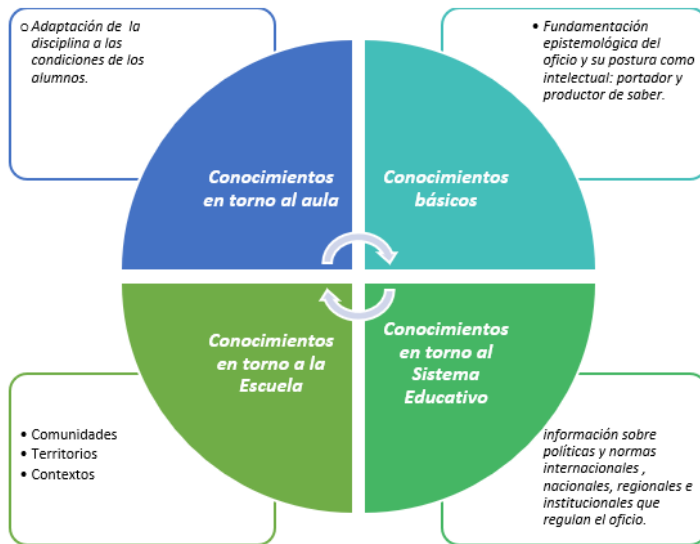 ○ Adaptación de la
disciplina a las
condiciones de los
alumnos.
• Fundamentación
epistemológica del
oficio y su postura como
intelectual: portador y
productor de saber.
Conocimientos
en torno al aula
Conocimientos
básicos
Conocimientos
en torno a la
Escuela
Conocimientos
en torno al
Sistema
Educativo
• Comunidades
• Territorios
• Contextos
información sobre
políticas y normas
internacionales ,
nacionales, regionales e
institucionales que
regulan el oficio.